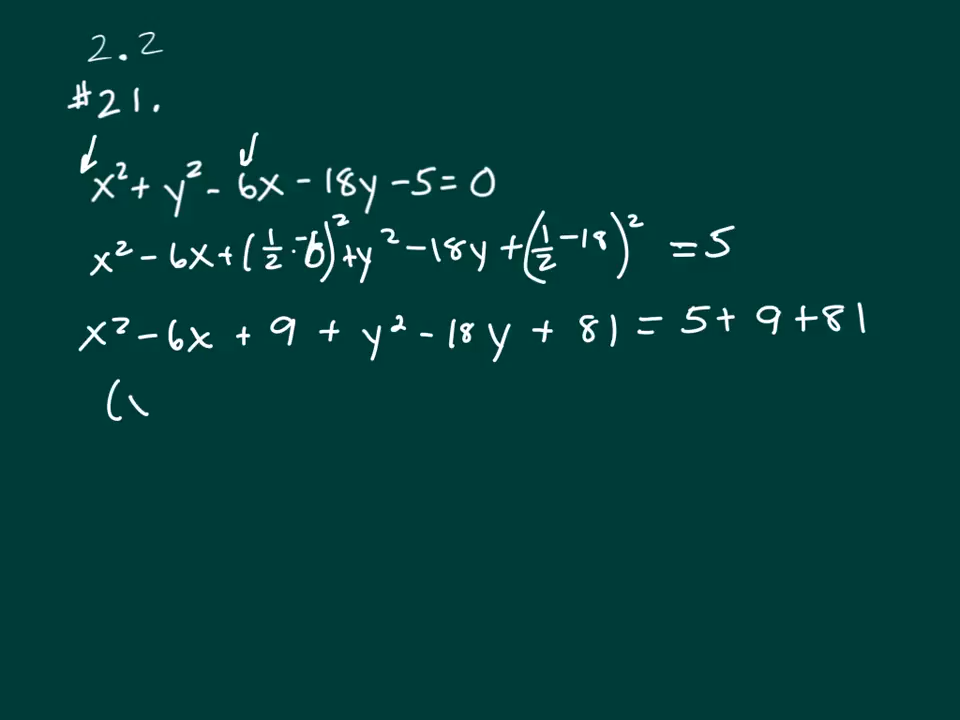 2.2
#21.
x² + y² - 6x - 18y - 5 = 0
x² - 6x + (1/2 · -6)² + y² - 18y + (1/2 -18)² = 5
x² - 6x + 9 + y² - 18y + 81 = 5 + 9 + 81
(